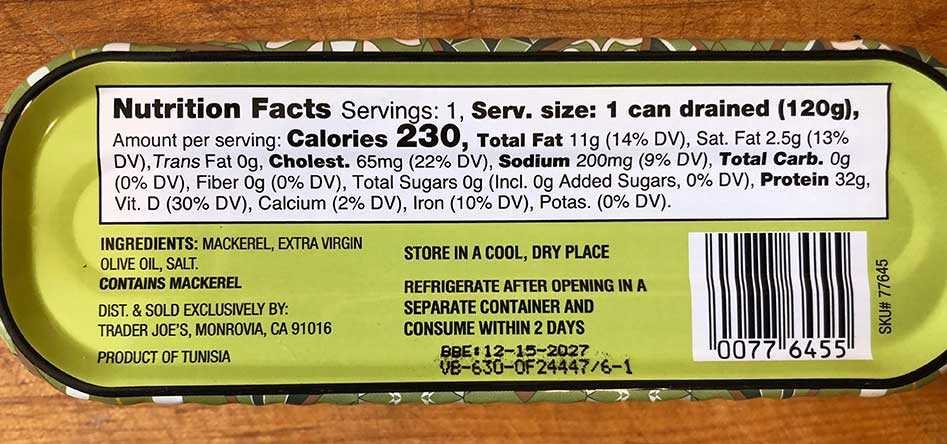 Nutrition Facts Servings: 1, Serv. size: 1 can drained (120g),
Amount per serving: Calories 230, Total Fat 11g (14% DV), Sat. Fat 2.5g (13%
DV), Trans Fat 0g, Cholest. 65mg (22% DV), Sodium 200mg (9% DV), Total Carb. 0g
(0% DV), Fiber 0g (0% DV), Total Sugars 0g (Incl. 0g Added Sugars, 0% DV), Protein 32g,
Vit. D (30% DV), Calcium (2% DV), Iron (10% DV), Potas. (0% DV).
INGREDIENTS: MACKEREL, EXTRA VIRGIN
OLIVE OIL, SALT.
CONTAINS MACKEREL
DIST. & SOLD EXCLUSIVELY BY:
TRADER JOE'S, MONROVIA, CA 91016
PRODUCT OF TUNISIA
STORE IN A COOL, DRY PLACE
REFRIGERATE AFTER OPENING IN A
SEPARATE CONTAINER AND
CONSUME WITHIN 2 DAYS
BBE:12-15-2027
VB-630-OF24447/6-1
0077 6455
SKU# 77645